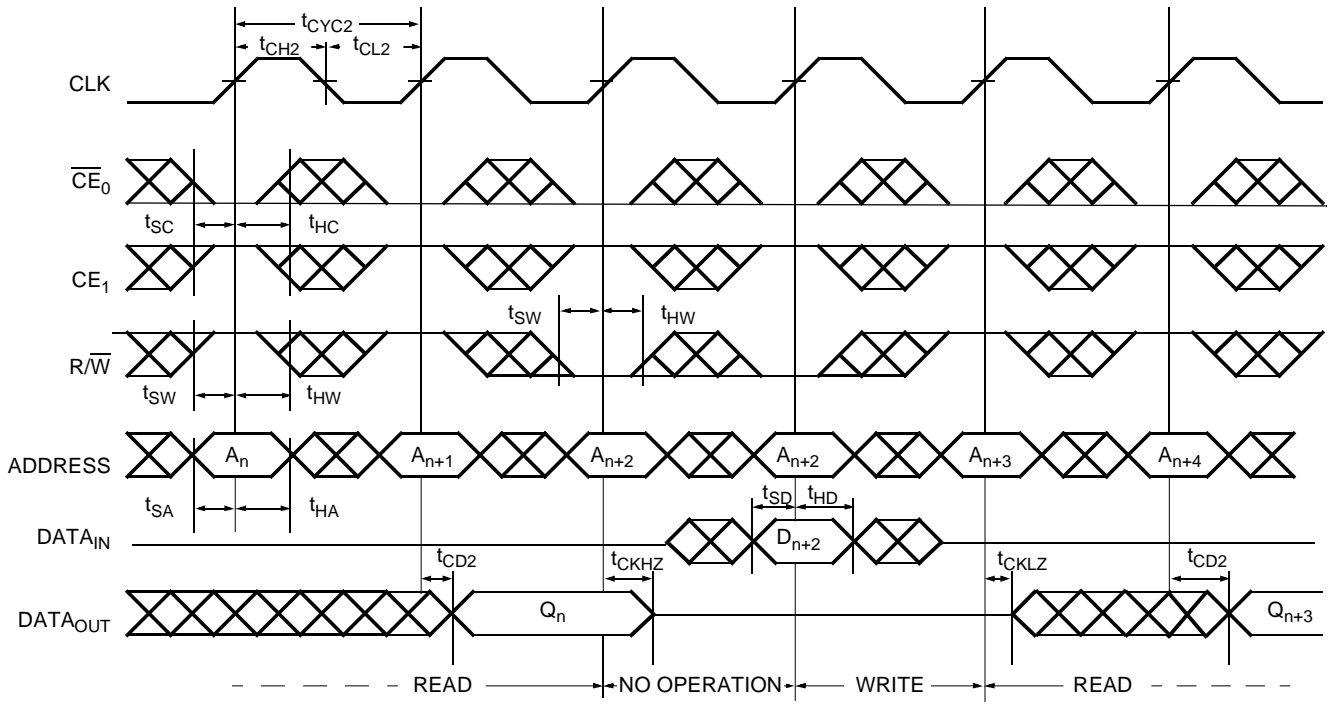 tCYC2
tCH2 tCL2
CLK
CE0
tSC tHC
CE1
tSW tHW
R/W
tSW tHW
ADDRESS An An+1 An+2 An+2 An+3 An+4
tSA tHA tSD tHD
DATAIN Dn+2
tCD2 tCKHZ tCKLZ tCD2
DATAOUT Qn Qn+3
READ NO OPERATION WRITE READ